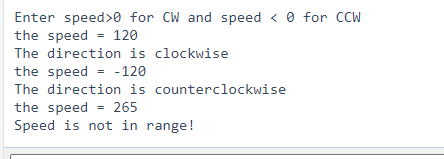 Enter speed>0 for CW and speed < 0 for CCW
the speed = 120
The direction is clockwise
the speed = -120
The direction is counterclockwise
the speed = 265
Speed is not in range!